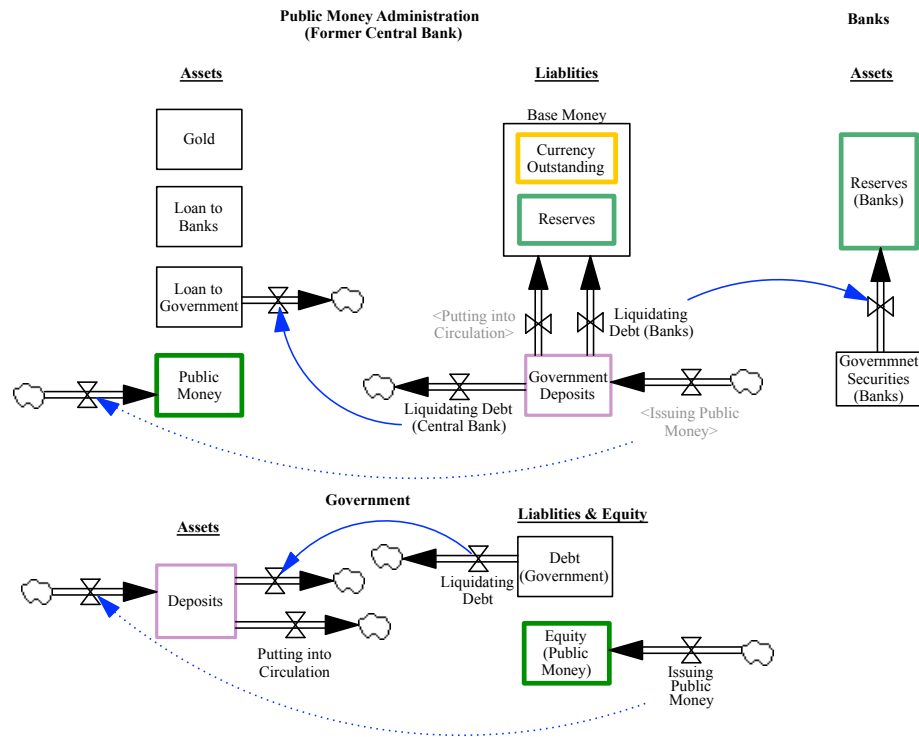 Public Money Administration
(Former Central Bank)
Banks
Assets
Liablities
Assets
Gold
Base Money
Currency
Outstanding
Reserves
(Banks)
Loan to
Banks
Reserves
Loan to
Government
<Putting into
Circulation>
Liquidating
Debt (Banks)
Public
Money
Government
Deposits
Governmnet
Securities
(Banks)
Liquidating Debt
(Central Bank)
<Issuing Public
Money>
Government
Assets
Liablities & Equity
Deposits
Liquidating
Debt
Debt
(Government)
Putting into
Circulation
Equity
(Public
Money)
Issuing
Public
Money